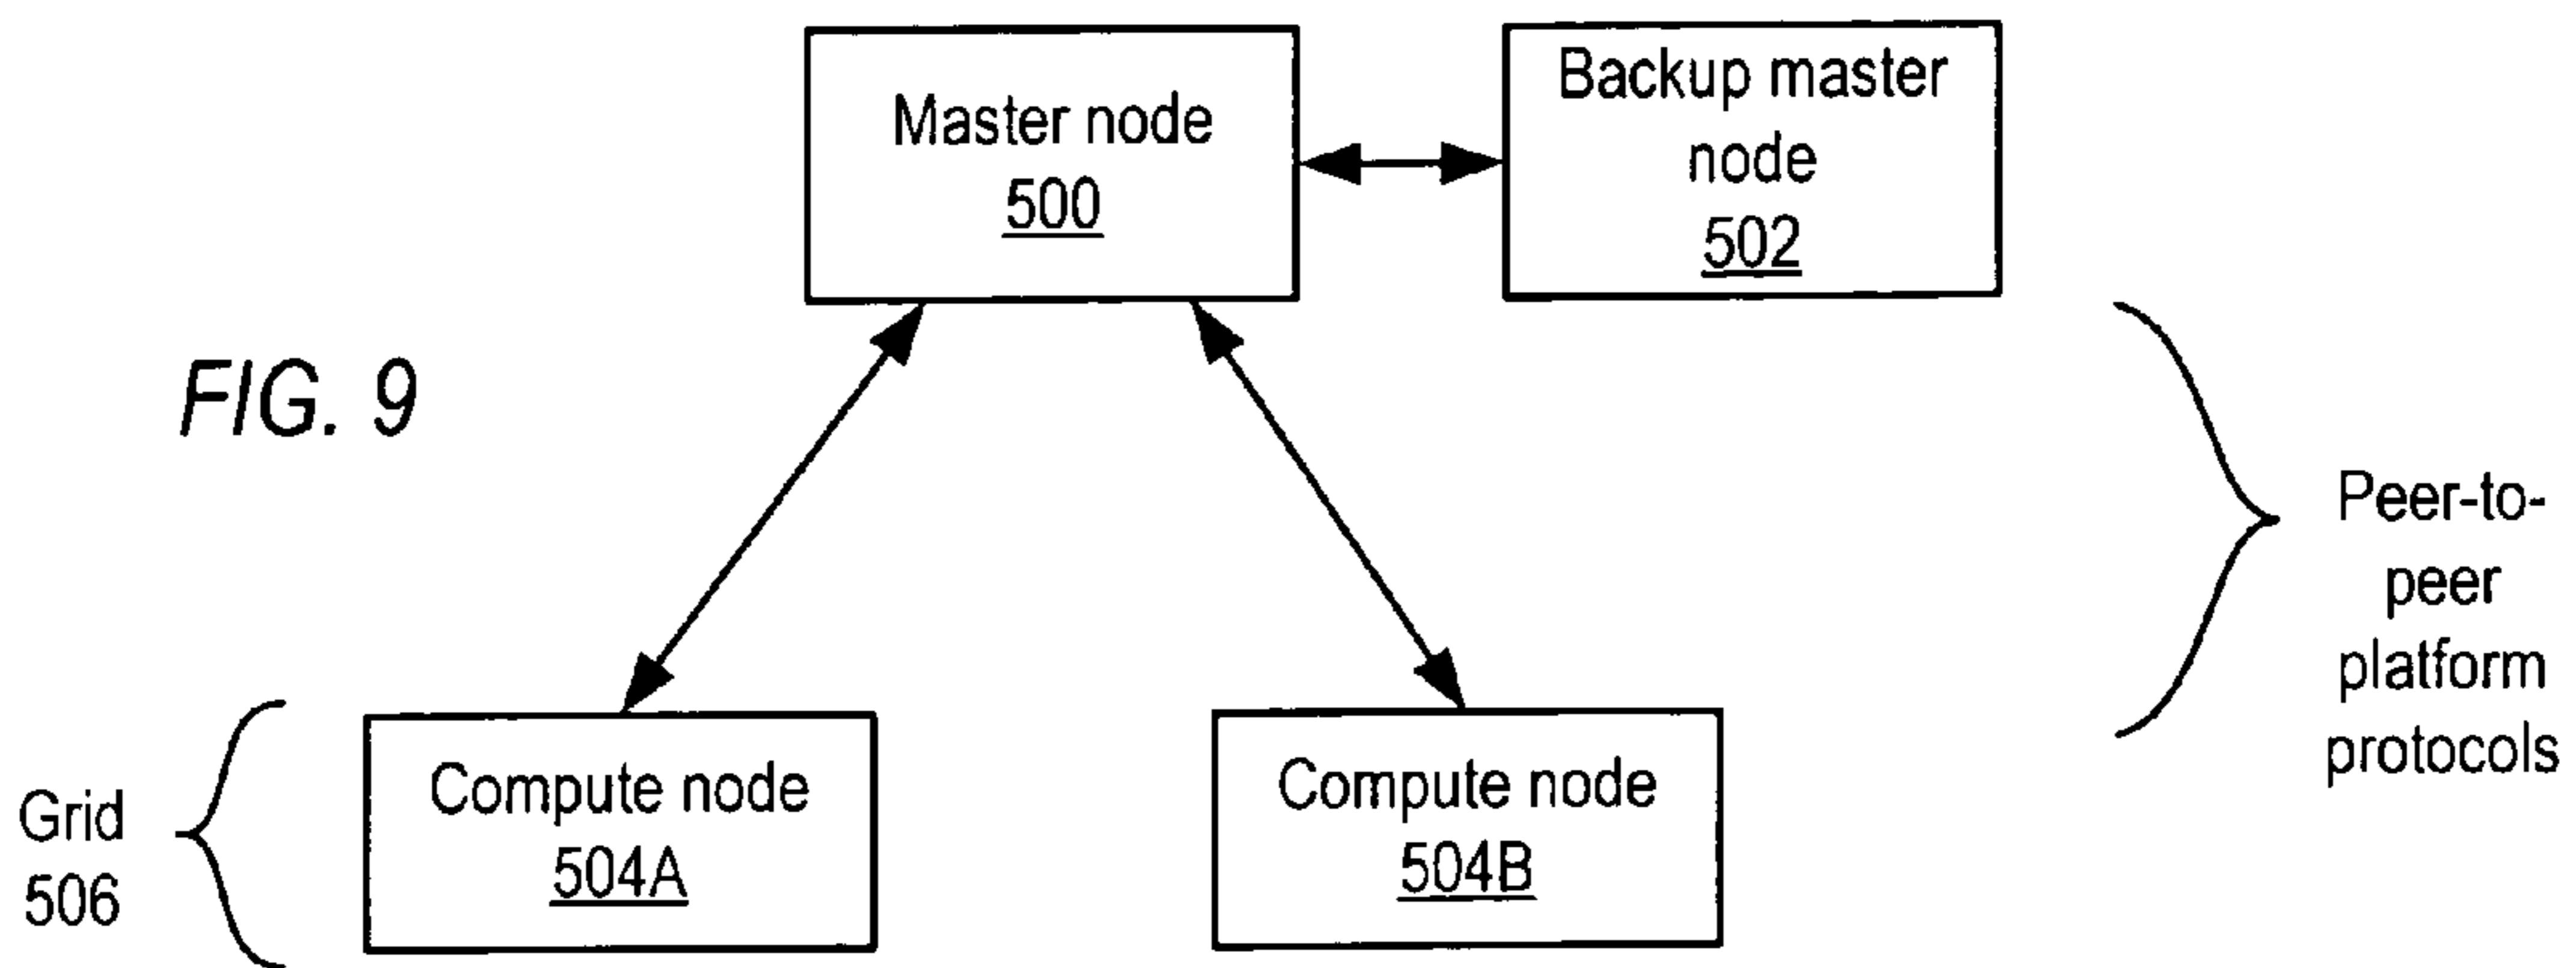 Master node
500
Backup master
node
502
FIG. 9
Peer-to-
peer
platform
protocols
Grid
506
Compute node
504A
Compute node
504B